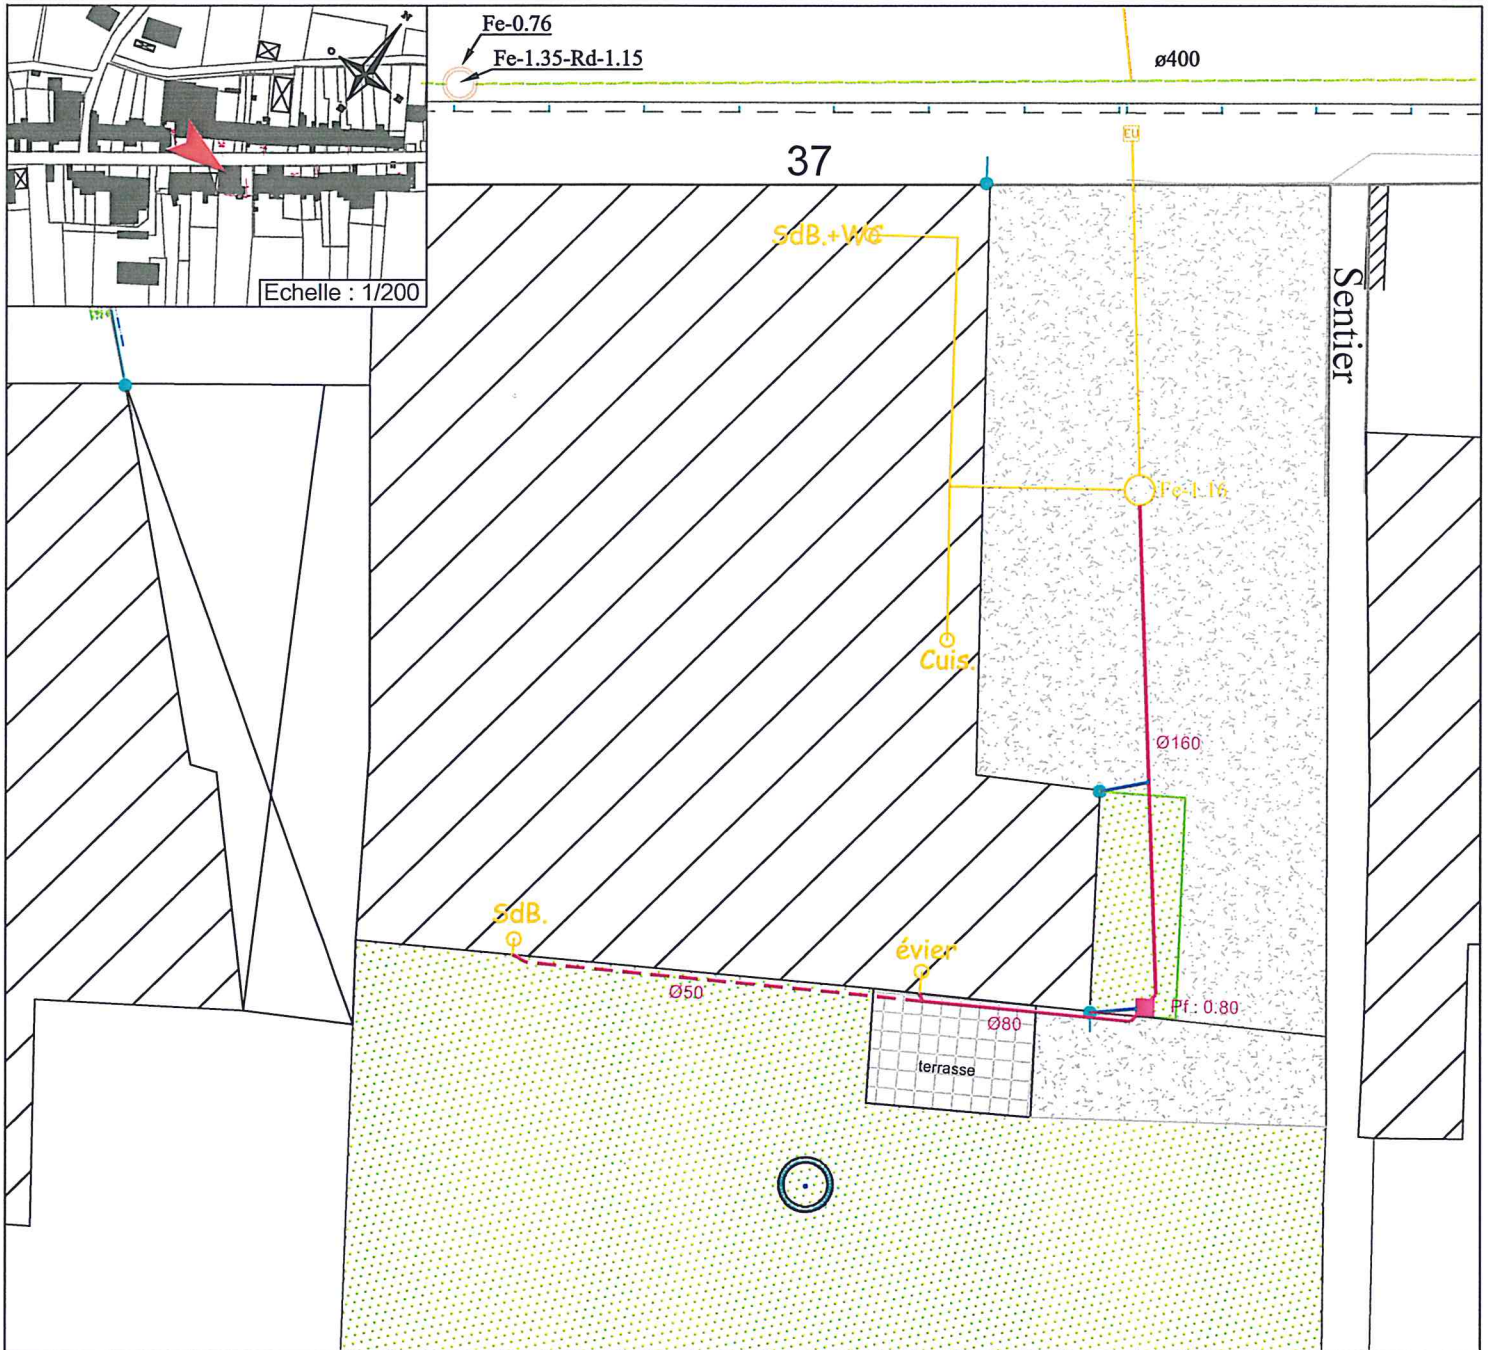 Fe-0.76
Fe-1.35-Rd-1.15
ø400
N
O
Echelle : 1/200
EU
37
SdB.+WC
Sentier
Fe-1.16
Cuis.
Ø160
SdB.
évier
Ø50
Ø80
Pf : 0.80
terrasse